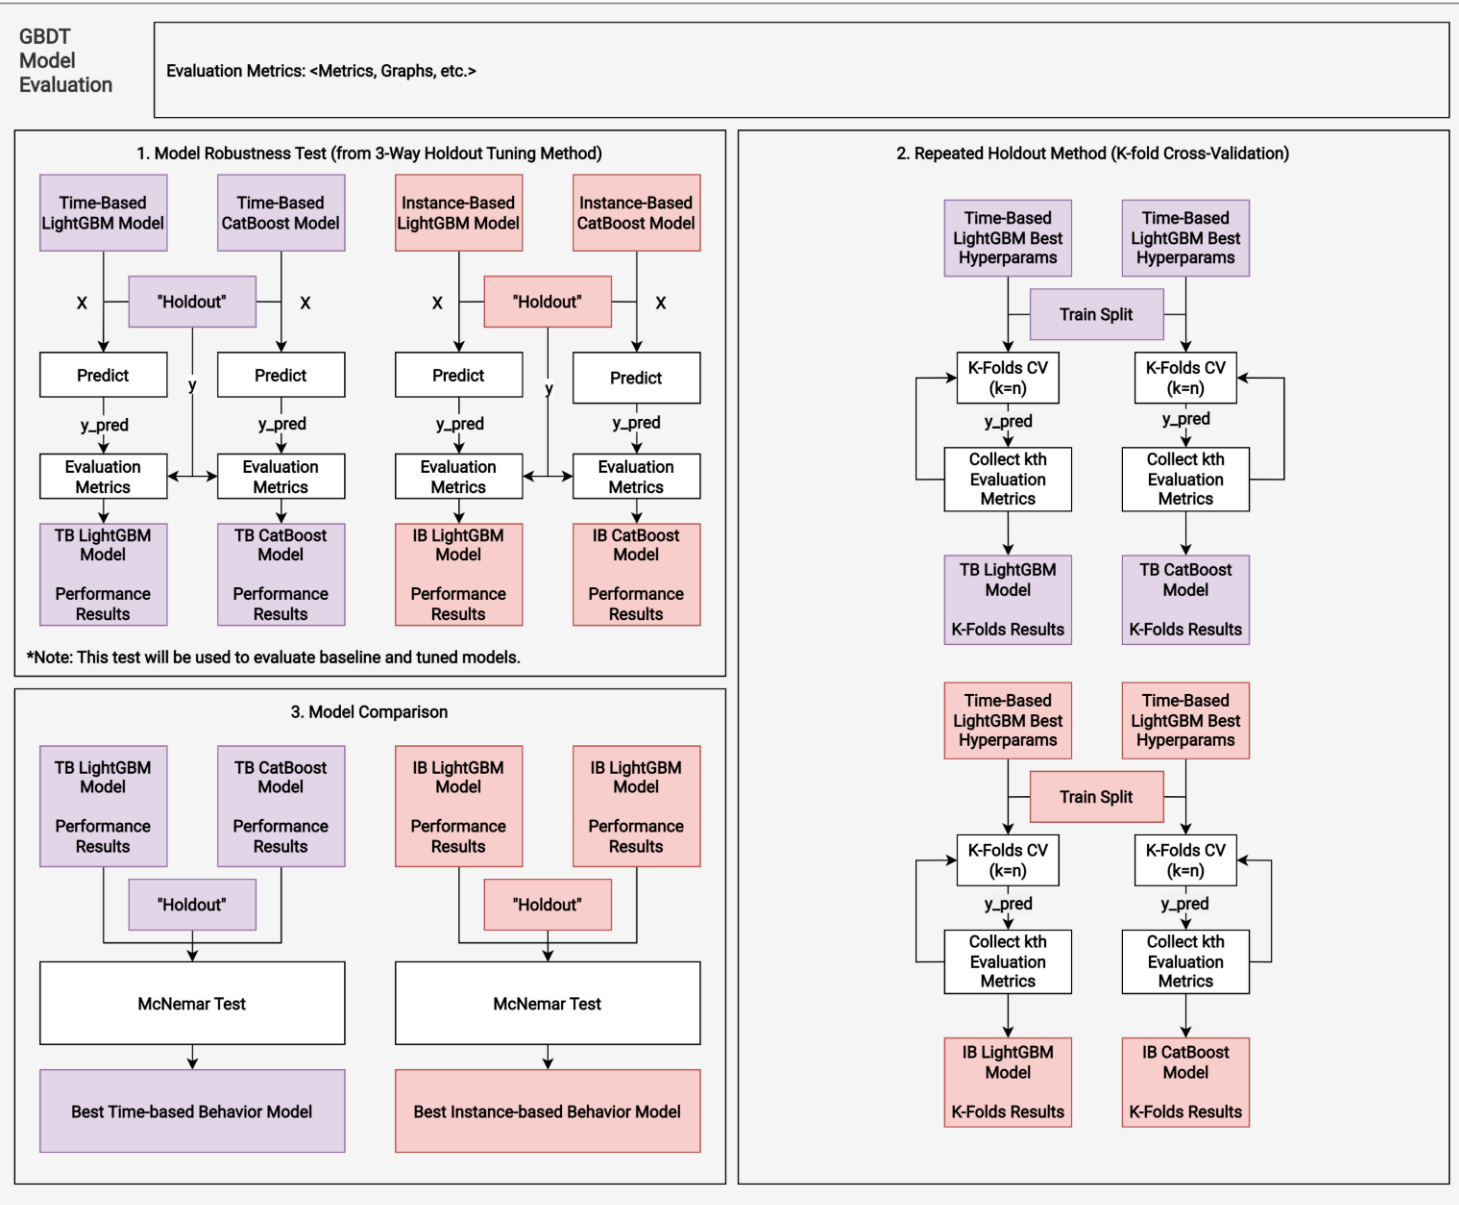 GBDT
Model
Evaluation
Evaluation Metrics: <Metrics, Graphs, etc.>
1. Model Robustness Test (from 3-Way Holdout Tuning Method)
Time-Based
LightGBM Model
Time-Based
CatBoost Model
Instance-Based
LightGBM Model
Instance-Based
CatBoost Model
X
"Holdout"
X
X
"Holdout"
X
Predict
y
Predict
Predict
y
Predict
y_pred
y_pred
y_pred
y_pred
Evaluation
Metrics
Evaluation
Metrics
Evaluation
Metrics
Evaluation
Metrics
TB LightGBM
Model
Performance
Results
TB CatBoost
Model
Performance
Results
IB LightGBM
Model
Performance
Results
IB CatBoost
Model
Performance
Results
*Note: This test will be used to evaluate baseline and tuned models.
2. Repeated Holdout Method (K-fold Cross-Validation)
Time-Based
LightGBM Best
Hyperparams
Time-Based
LightGBM Best
Hyperparams
Train Split
K-Folds CV
(k=n)
K-Folds CV
(k=n)
y_pred
y_pred
Collect kth
Evaluation
Metrics
Collect kth
Evaluation
Metrics
TB LightGBM
Model
K-Folds Results
TB CatBoost
Model
K-Folds Results
Time-Based
LightGBM Best
Hyperparams
Time-Based
LightGBM Best
Hyperparams
Train Split
K-Folds CV
(k=n)
K-Folds CV
(k=n)
y_pred
y_pred
Collect kth
Evaluation
Metrics
Collect kth
Evaluation
Metrics
IB LightGBM
Model
K-Folds Results
IB CatBoost
Model
K-Folds Results
3. Model Comparison
TB LightGBM
Model
Performance
Results
TB CatBoost
Model
Performance
Results
IB LightGBM
Model
Performance
Results
IB LightGBM
Model
Performance
Results
"Holdout"
"Holdout"
McNemar Test
McNemar Test
Best Time-based Behavior Model
Best Instance-based Behavior Model